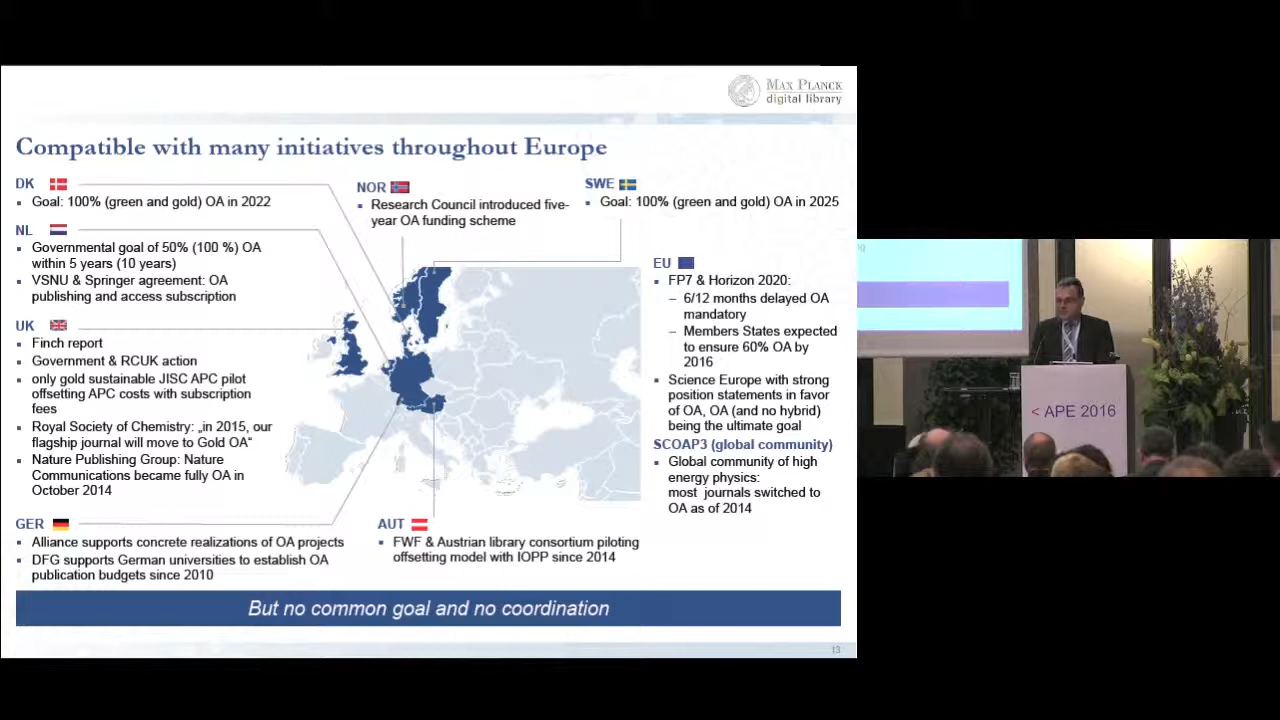 MAX PLANCK
digital library
Compatible with many initiatives throughout Europe
DK
▪ Goal: 100% (green and gold) OA in 2022
NL
▪ Governmental goal of 50% (100 %) OA
within 5 years (10 years)
▪ VSNU & Springer agreement: OA
publishing and access subscription
UK
▪ Finch report
▪ Government & RCUK action
▪ only gold sustainable JISC APC pilot
offsetting APC costs with subscription
fees
▪ Royal Society of Chemistry: „in 2015, our
flagship journal will move to Gold OA“
▪ Nature Publishing Group: Nature
Communications became fully OA in
October 2014
GER
▪ Alliance supports concrete realizations of OA projects
▪ DFG supports German universities to establish OA
publication budgets since 2010
NOR
▪ Research Council introduced five-
year OA funding scheme
AUT
▪ FWF & Austrian library consortium piloting
offsetting model with IOPP since 2014
SWE
▪ Goal: 100% (green and gold) OA in 2025
EU
▪ FP7 & Horizon 2020:
– 6/12 months delayed OA
mandatory
– Members States expected
to ensure 60% OA by
2016
▪ Science Europe with strong
position statements in favor
of OA, OA (and no hybrid)
being the ultimate goal
SCOAP3 (global community)
▪ Global community of high
energy physics:
most journals switched to
OA as of 2014
But no common goal and no coordination
13
< APE 2016